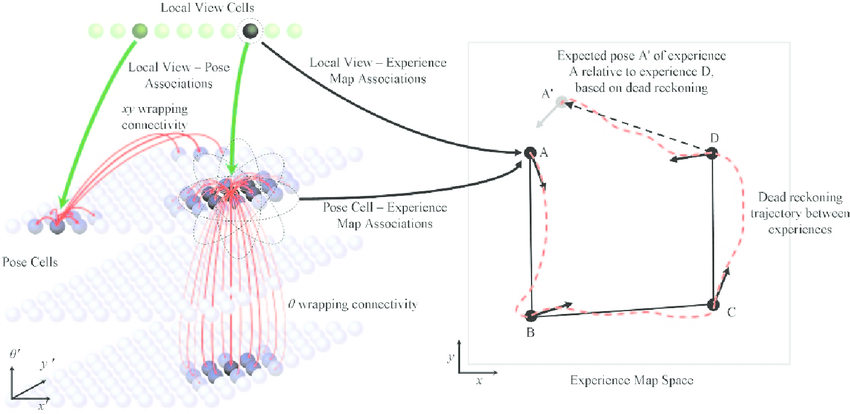 Local View Cells
Local View – Pose
Associations
Local View – Experience
Map Associations
xy wrapping
connectivity
Pose Cells
Pose Cell – Experience
Map Associations
θ wrapping connectivity
θ'
y'
x'
Expected pose A' of experience
A relative to experience D,
based on dead reckoning
A'
A
D
Dead reckoning
trajectory between
experiences
B
C
y
x
Experience Map Space